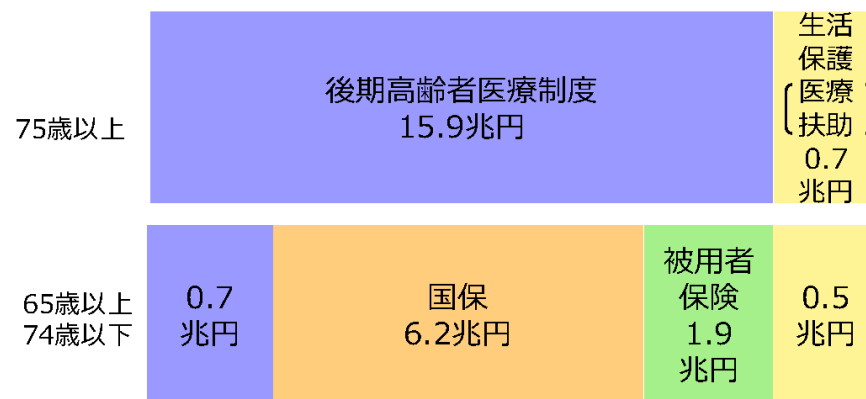 75歳以上
後期高齢者医療制度
15.9兆円
生活
保護
医療
扶助
0.7
兆円
65歳以上
74歳以下
0.7
兆円
国保
6.2兆円
被用者
保険
1.9
兆円
0.5
兆円